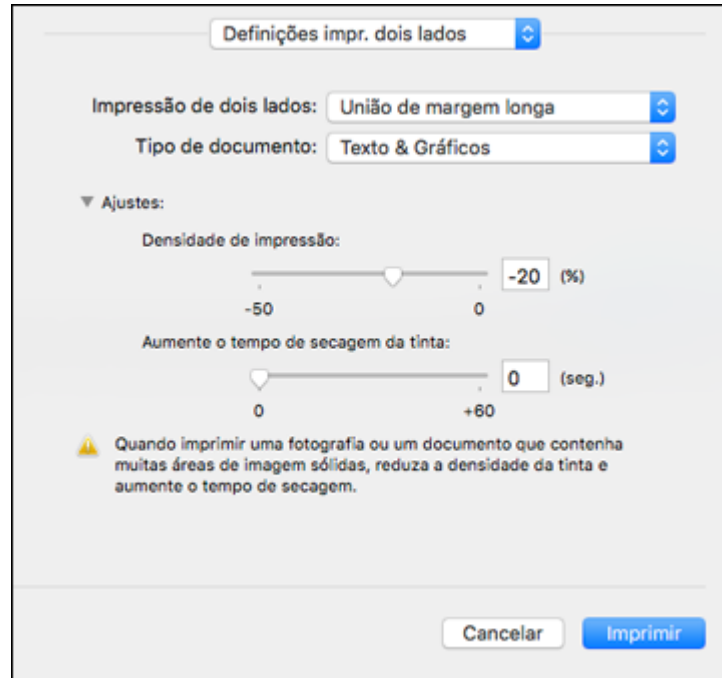 Definições impr. dois lados
Impressão de dois lados: União de margem longa
Tipo de documento: Texto & Gráficos
Ajustes:
Densidade de impressão:
-20 (%)
-50 0
Aumente o tempo de secagem da tinta:
0 (seg.)
0 +60
Quando imprimir uma fotografia ou um documento que contenha
muitas áreas de imagem sólidas, reduza a densidade da tinta e
aumente o tempo de secagem.
Cancelar Imprimir